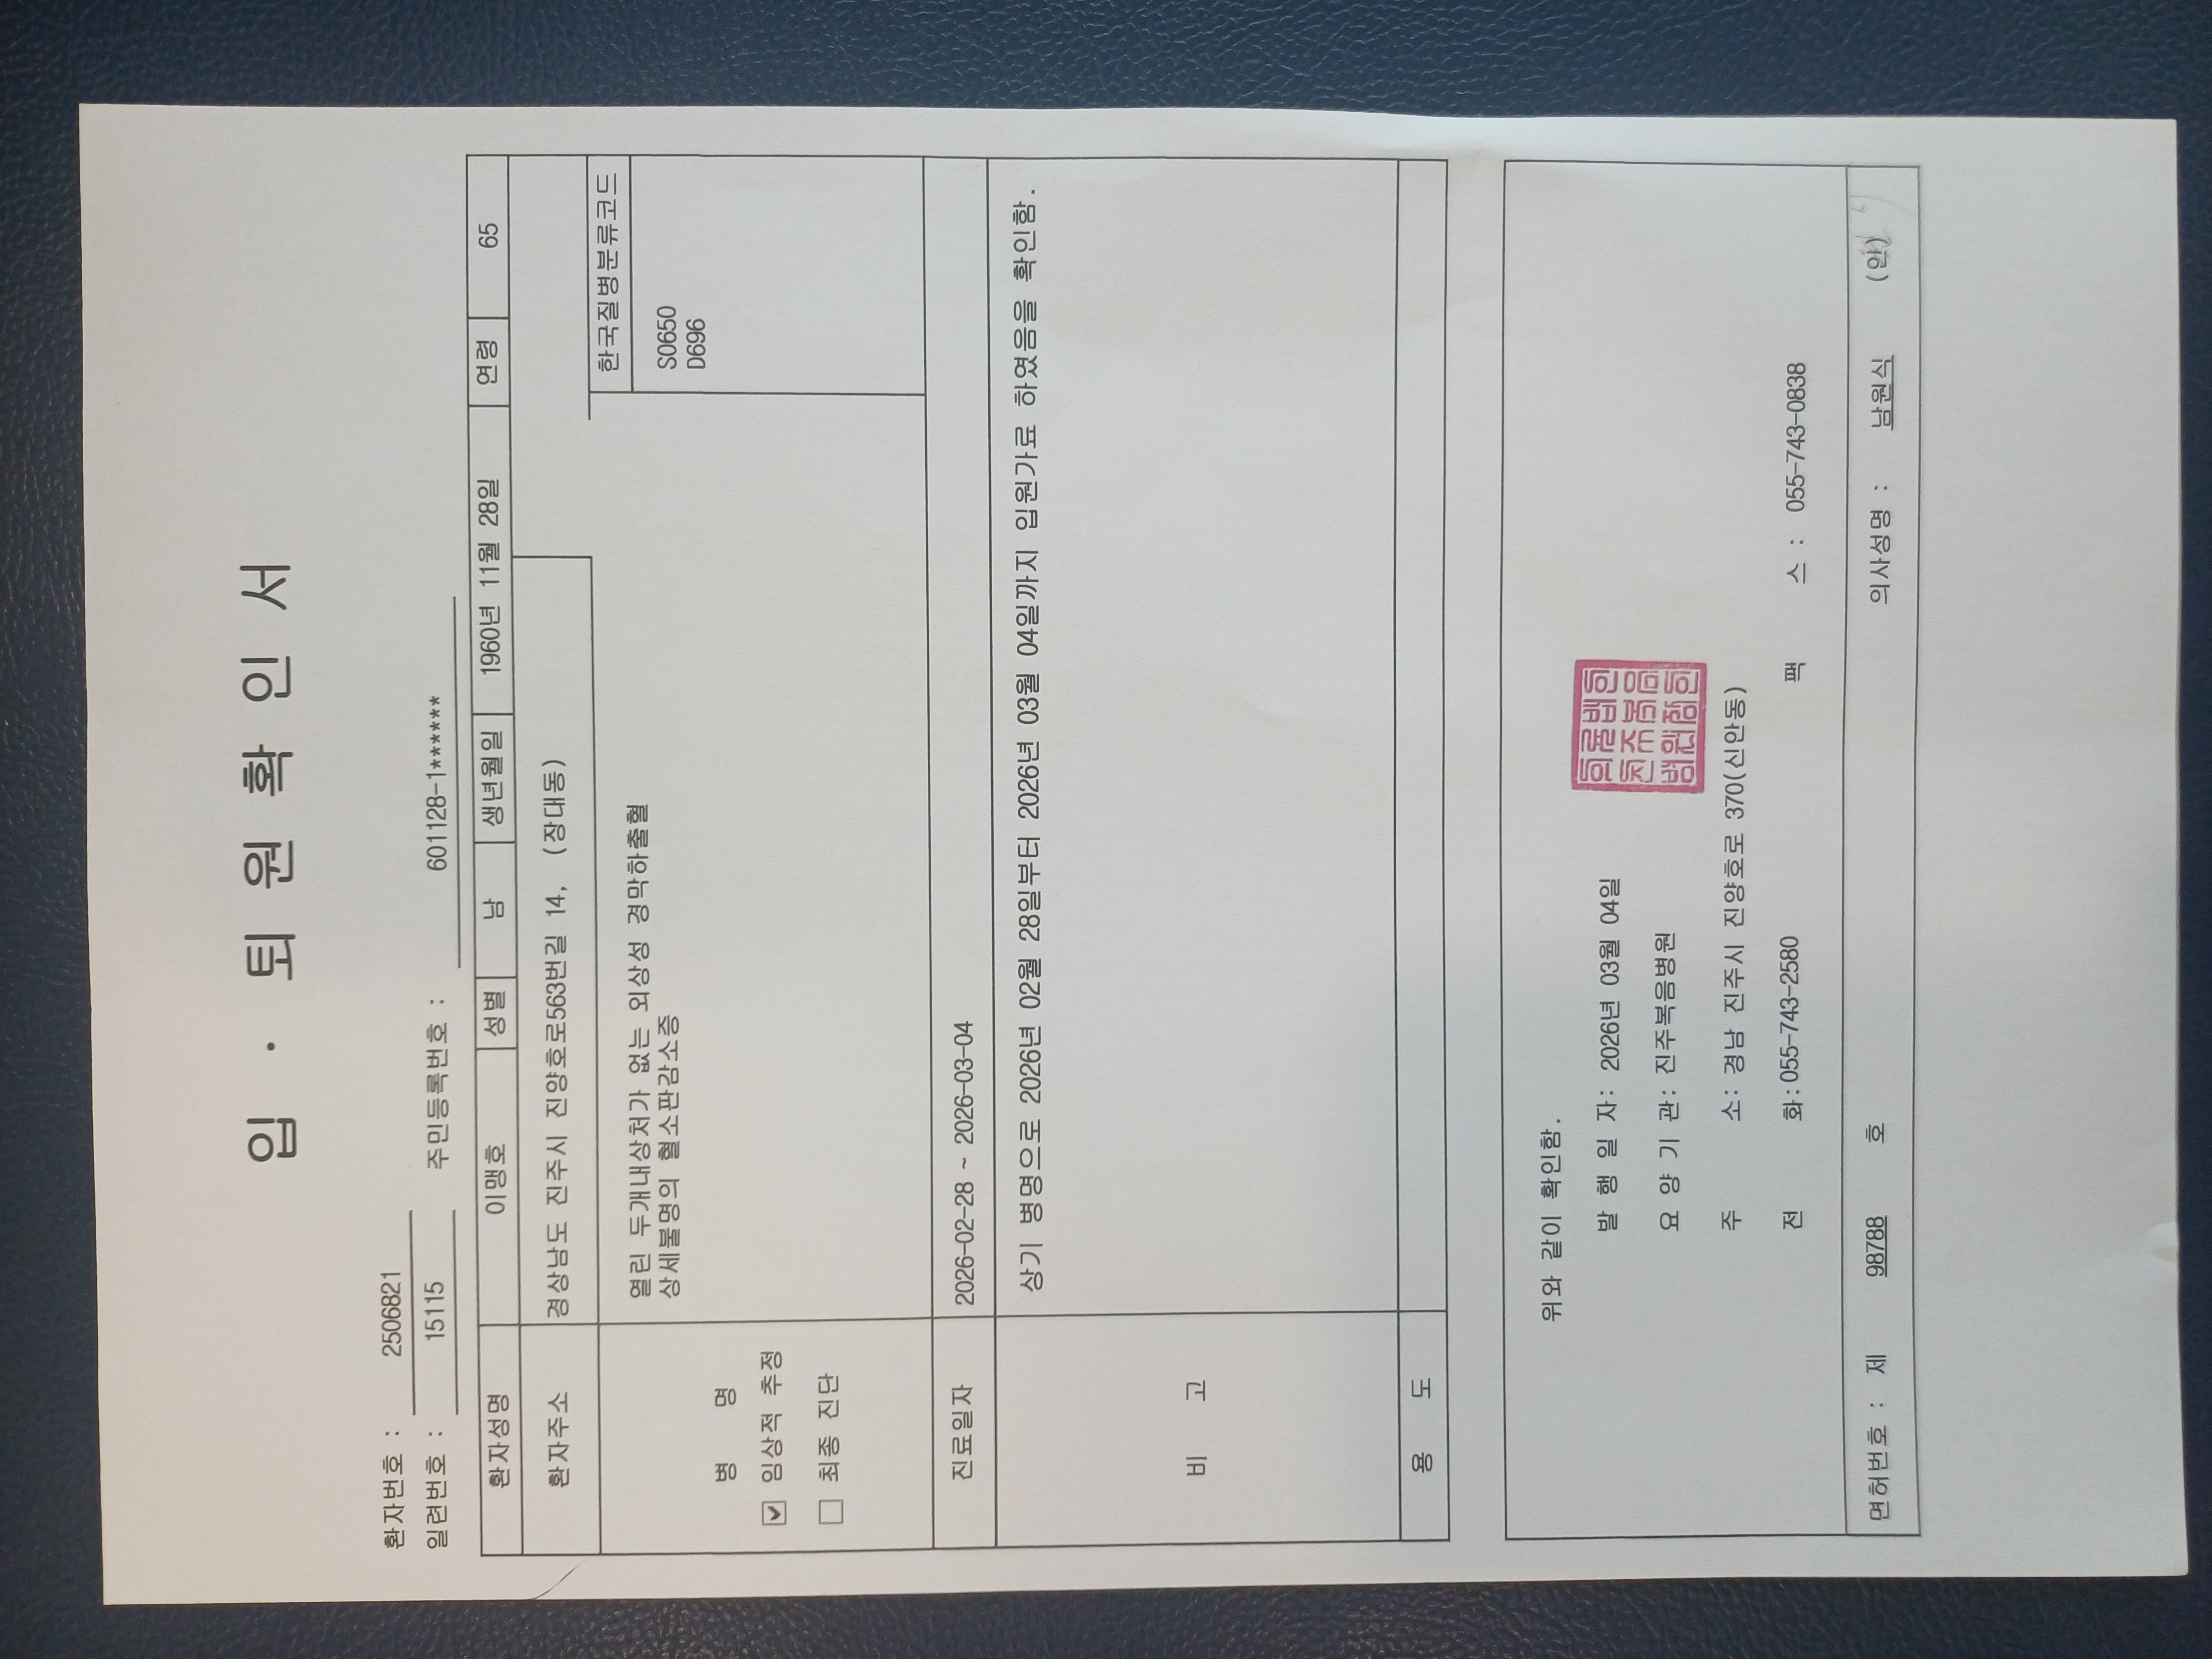 입 · 퇴 원 확 인 서
환자번호 : 2506821
일련번호 : 15115 주민등록번호 : 601128-1******
환자성명 이맹호 성별 남 생년월일 1960년 11월 28일 연령 65
환자주소 경상남도 진주시 진양호로563번길 14, (장대동)
병 명
☑ 임상적 추정
☐ 최종 진단
열린 두개내상처가 없는 외상성 경막하출혈
상세불명의 혈소판감소증
한국질병분류코드
S0650
D696
진료일자 2026-02-28 ~ 2026-03-04
비 고 상기 병명으로 2026년 02월 28일부터 2026년 03월 04일까지 입원가료 하였음을 확인함.
용 도
위와 같이 확인함.
발 행 일 자: 2026년 03월 04일
요 양 기 관: 진주복음병원
주 소: 경남 진주시 진양호로 370(신안동)
전 화:055-743-2580 팩 스 : 055-743-0838
면허번호 : 제 98788 호 의사성명 : 남원식 (인)